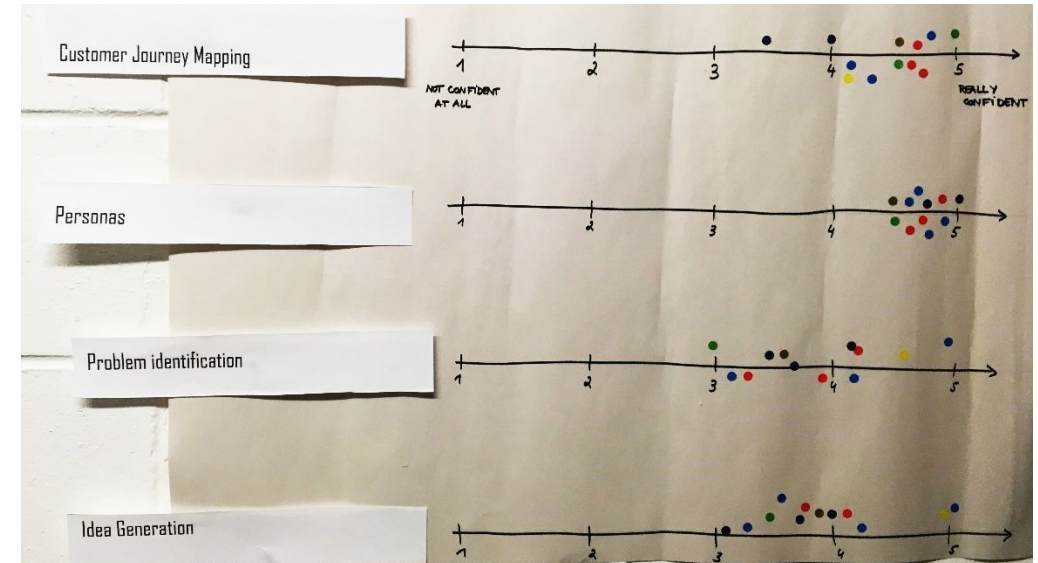 Customer Journey Mapping
1 2 3 4 5
NOT CONFIDENT
AT ALL
REALLY
CONFIDENT
Personas
1 2 3 4 5
Problem identification
1 2 3 4 5
Idea Generation
1 2 3 4 5